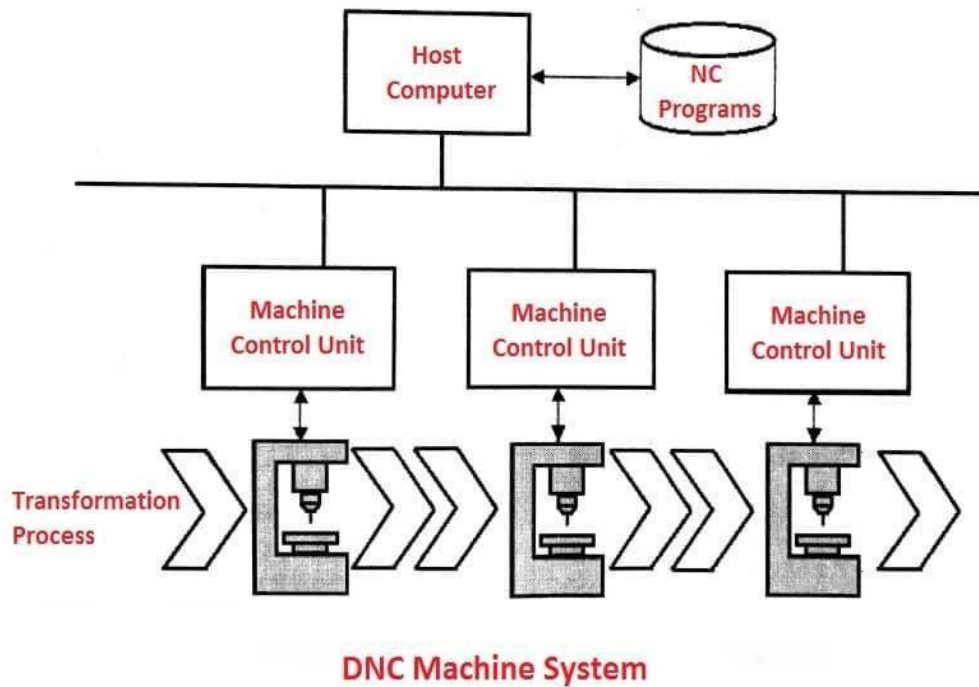 Host
Computer
NC
Programs
Machine
Control Unit
Machine
Control Unit
Machine
Control Unit
Transformation
Process
DNC Machine System